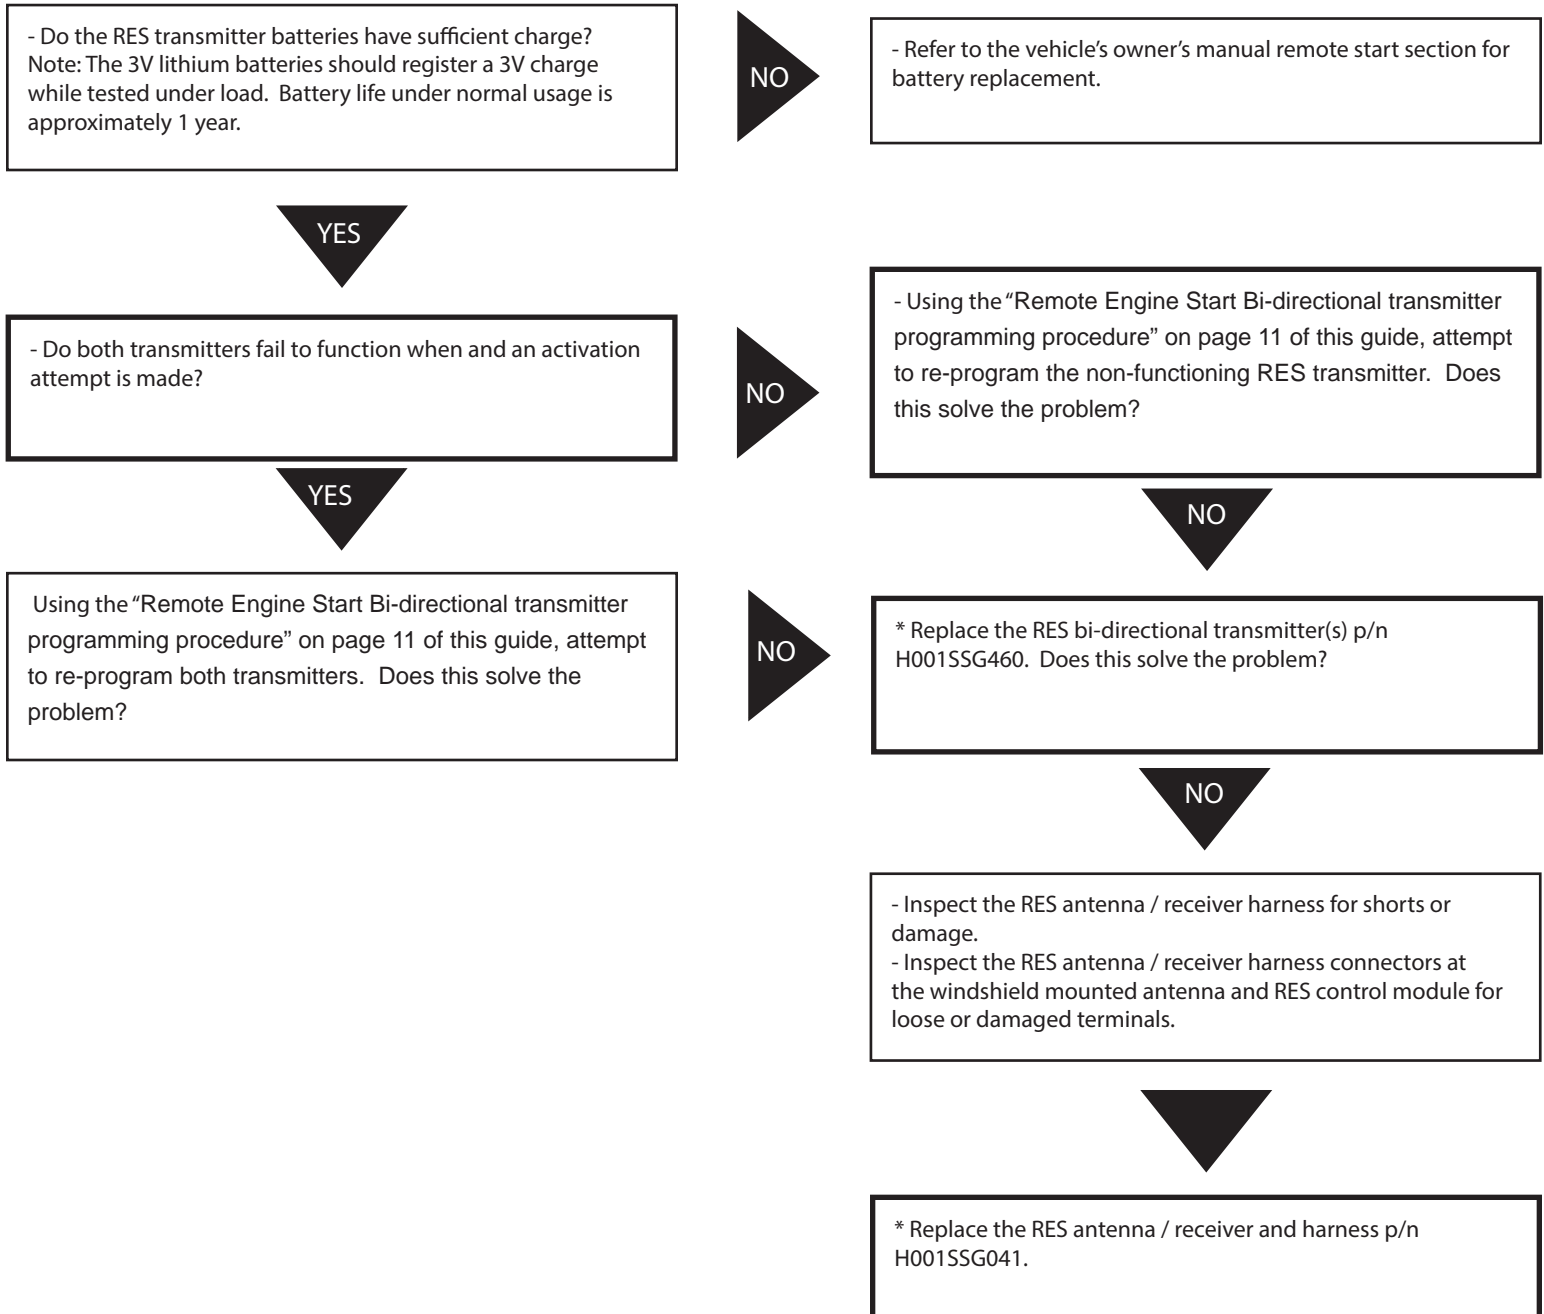 - Do the RES transmitter batteries have sufficient charge?
Note: The 3V lithium batteries should register a 3V charge
while tested under load.  Battery life under normal usage is
approximately 1 year.
NO
- Refer to the vehicle's owner's manual remote start section for
battery replacement.
YES
- Do both transmitters fail to function when and an activation
attempt is made?
NO
- Using the “Remote Engine Start Bi-directional transmitter
programming procedure” on page 11 of this guide, attempt
to re-program the non-functioning RES transmitter.  Does
this solve the problem?
YES
NO
Using the “Remote Engine Start Bi-directional transmitter
programming procedure” on page 11 of this guide, attempt
to re-program both transmitters.  Does this solve the
problem?
NO
* Replace the RES bi-directional transmitter(s) p/n
H001SSG460.  Does this solve the problem?
NO
- Inspect the RES antenna / receiver harness for shorts or
damage.
- Inspect the RES antenna / receiver harness connectors at
the windshield mounted antenna and RES control module for
loose or damaged terminals.
* Replace the RES antenna / receiver and harness p/n
H001SSG041.